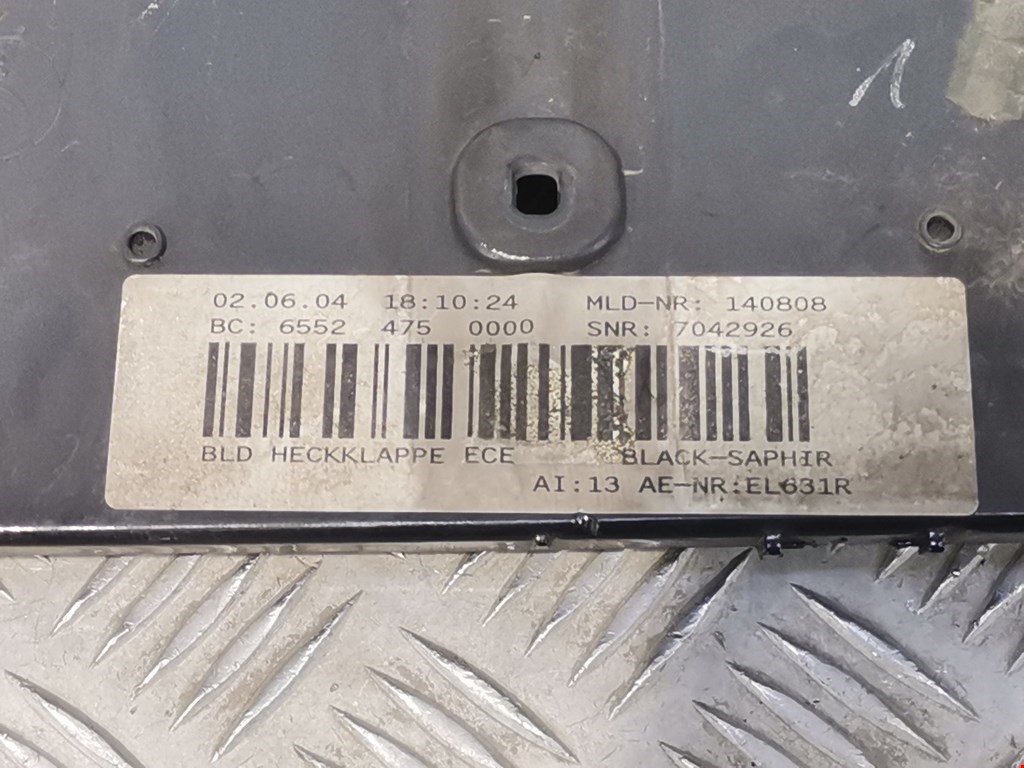 1
02.06.04 18:10:24 MLD-NR: 140808
BC: 6552 475 0000 SNR: 7042926
BLD HECKKLAPPE ECE BLACK-SAPHIR
AI:13 AE-NR:EL631R